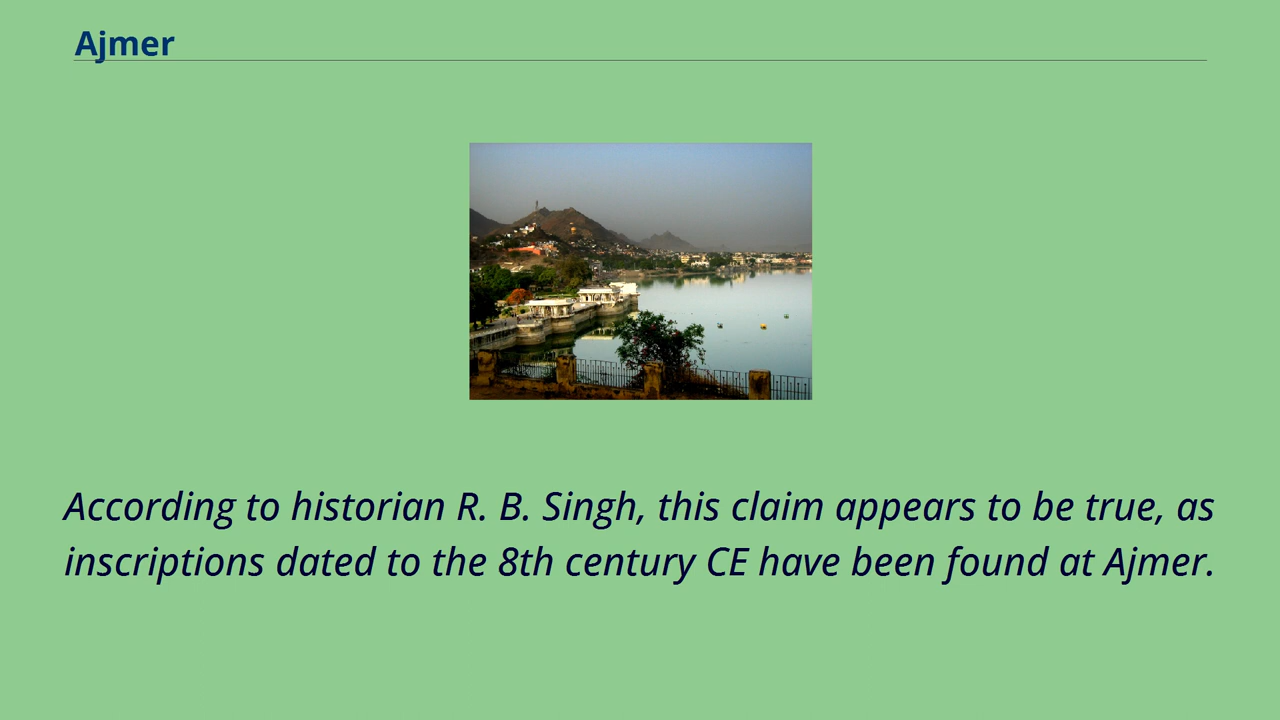 Ajmer
According to historian R. B. Singh, this claim appears to be true, as
inscriptions dated to the 8th century CE have been found at Ajmer.